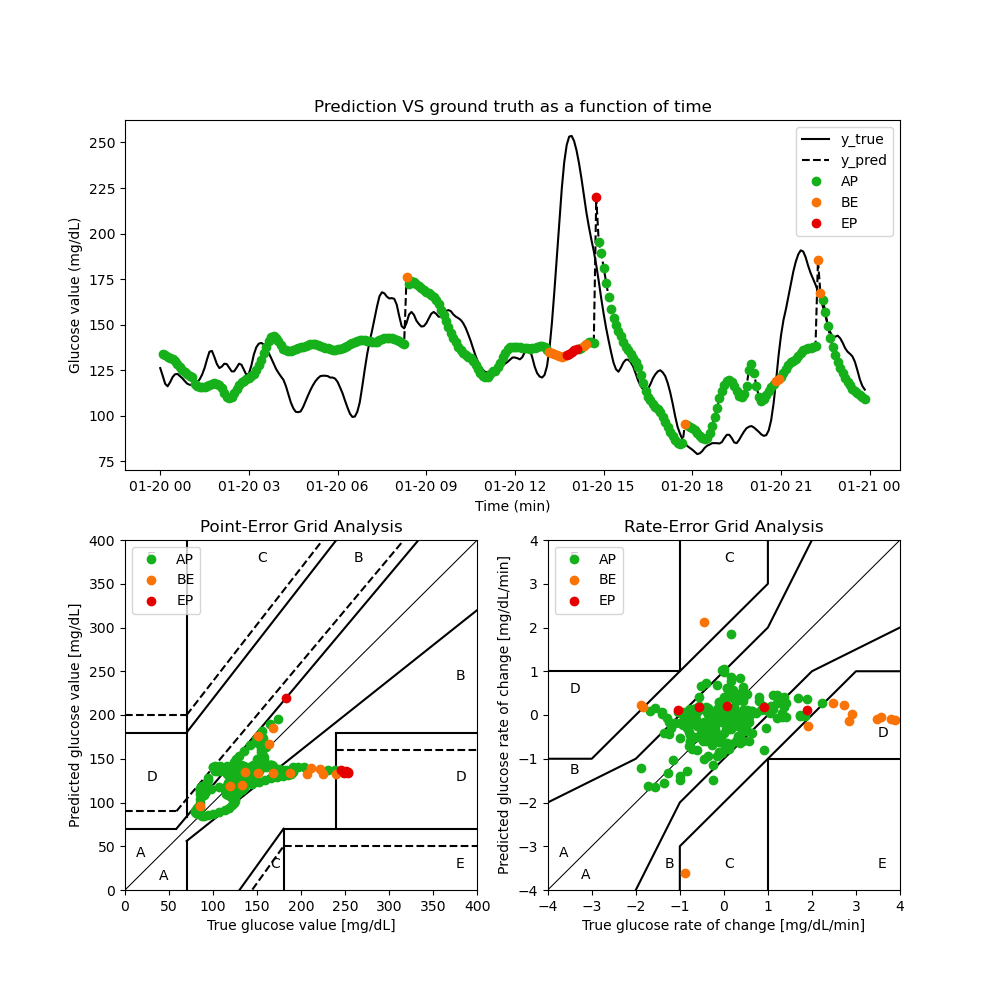 Prediction VS ground truth as a function of time
Glucose value (mg/dL)
250
225
200
175
150
125
100
75
y_true
y_pred
AP
BE
EP
01-20 00 01-20 03 01-20 06 01-20 09 01-20 12 01-20 15 01-20 18 01-20 21 01-21 00
Time (min)
Point-Error Grid Analysis
Predicted glucose value [mg/dL]
400
350
300
250
200
150
100
50
0
AP
BE
EP
C
B
B
D
D
A
A
C
E
0 50 100 150 200 250 300 350 400
True glucose value [mg/dL]
Rate-Error Grid Analysis
Predicted glucose rate of change [mg/dL/min]
4
3
2
1
0
−1
−2
−3
−4
AP
BE
EP
C
D
D
B
A
A
B
C
E
−4 −3 −2 −1 0 1 2 3 4
True glucose rate of change [mg/dL/min]